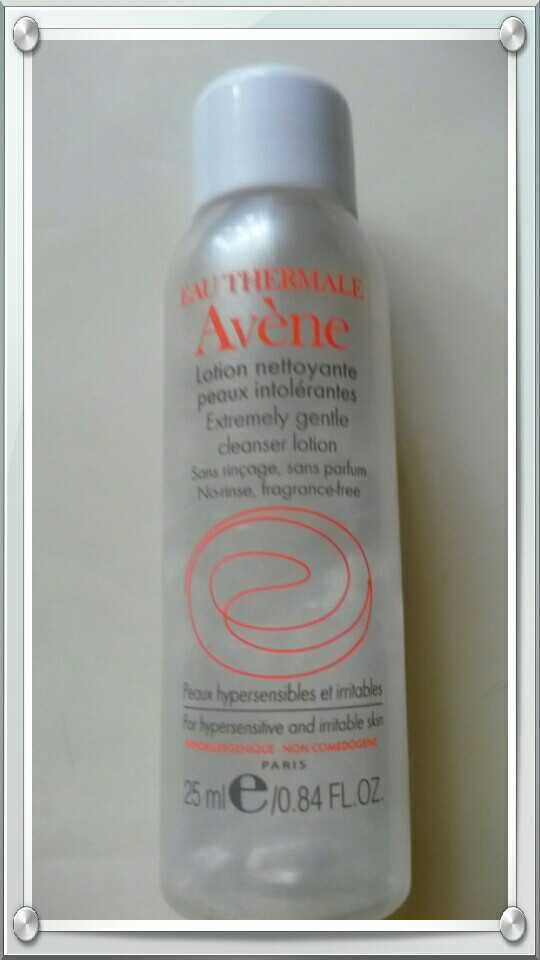 EAU THERMALE
Avène
Lotion nettoyante
peaux intolérantes
Extremely gentle
cleanser lotion
Sans rinçage, sans parfum
No-rinse, fragrance-free
Peaux hypersensibles et irritables
For hypersensitive and irritable skin
HYPOALLERGENIQUE - NON COMEDOGENE
PARIS
25 ml e/0.84 FL.OZ.